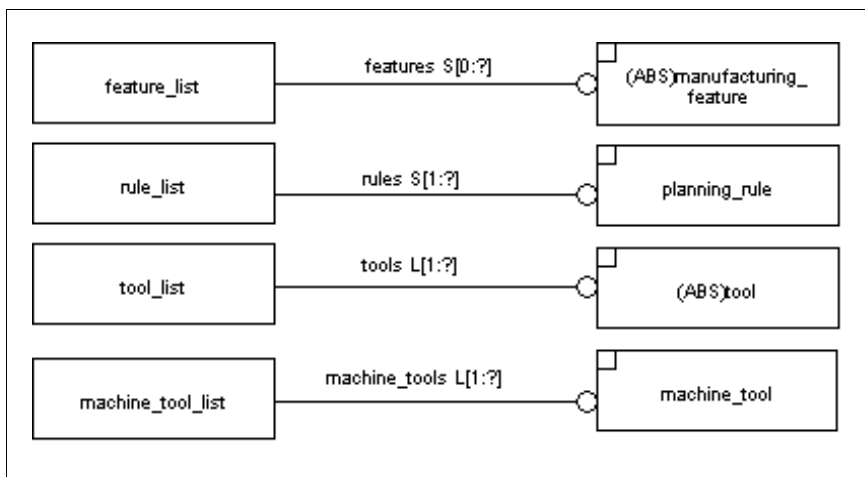 feature_list
features S[0:?]
(ABS)manufacturing_
feature
rule_list
rules S[1:?]
planning_rule
tool_list
tools L[1:?]
(ABS)tool
machine_tool_list
machine_tools L[1:?]
machine_tool